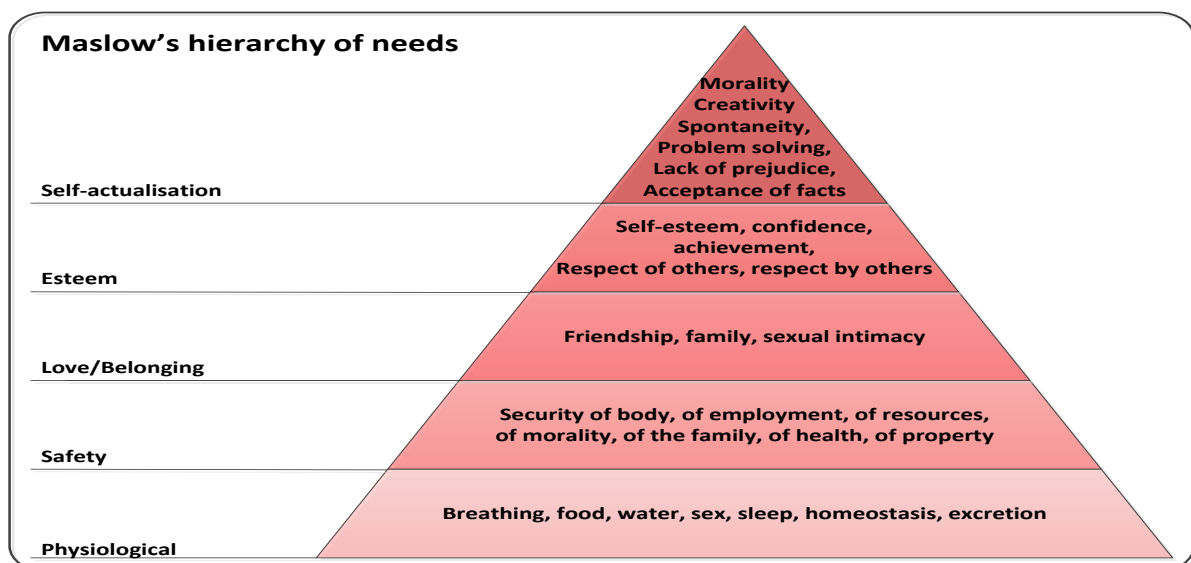 Maslow's hierarchy of needs
Morality
Creativity
Spontaneity,
Problem solving,
Lack of prejudice,
Acceptance of facts
Self-actualisation
Self-esteem, confidence,
achievement,
Respect of others, respect by others
Esteem
Friendship, family, sexual intimacy
Love/Belonging
Security of body, of employment, of resources,
of morality, of the family, of health, of property
Safety
Breathing, food, water, sex, sleep, homeostasis, excretion
Physiological